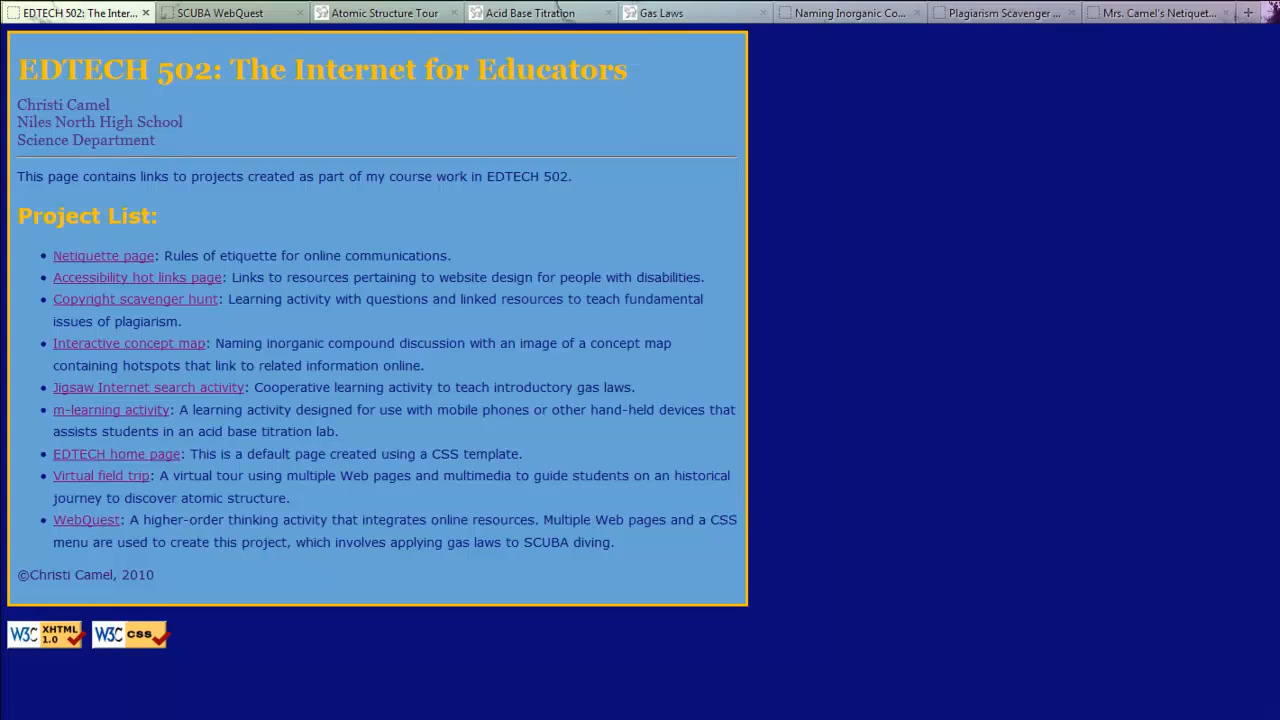 EDTECH 502: The Inter...
SCUBA WebQuest
Atomic Structure Tour
Acid Base Titration
Gas Laws
Naming Inorganic Co...
Plagiarism Scavenger ...
Mrs. Camel's Netiquet...
EDTECH 502: The Internet for Educators
Christi Camel
Niles North High School
Science Department
This page contains links to projects created as part of my course work in EDTECH 502.
Project List:
• Netiquette page: Rules of etiquette for online communications.
• Accessibility hot links page: Links to resources pertaining to website design for people with disabilities.
• Copyright scavenger hunt: Learning activity with questions and linked resources to teach fundamental
issues of plagiarism.
• Interactive concept map: Naming inorganic compound discussion with an image of a concept map
containing hotspots that link to related information online.
• Jigsaw Internet search activity: Cooperative learning activity to teach introductory gas laws.
• m-learning activity: A learning activity designed for use with mobile phones or other hand-held devices that
assists students in an acid base titration lab.
• EDTECH home page: This is a default page created using a CSS template.
• Virtual field trip: A virtual tour using multiple Web pages and multimedia to guide students on an historical
journey to discover atomic structure.
• WebQuest: A higher-order thinking activity that integrates online resources. Multiple Web pages and a CSS
menu are used to create this project, which involves applying gas laws to SCUBA diving.
©Christi Camel, 2010
W3C XHTML 1.0
W3C CSS